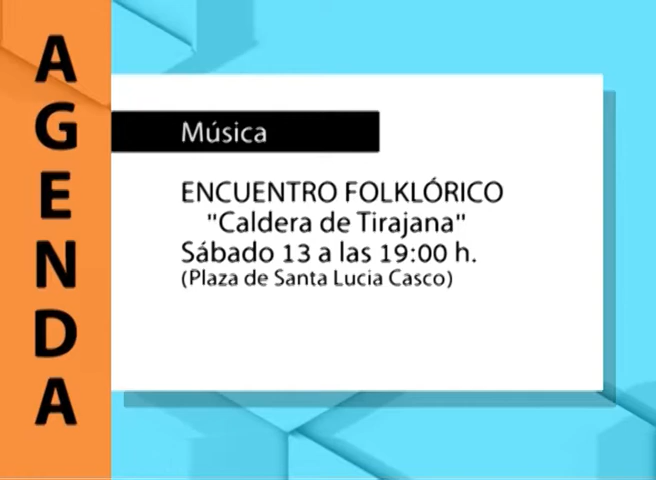 AGENDA
Música
ENCUENTRO FOLKLÓRICO
"Caldera de Tirajana"
Sábado 13 a las 19:00 h.
(Plaza de Santa Lucia Casco)